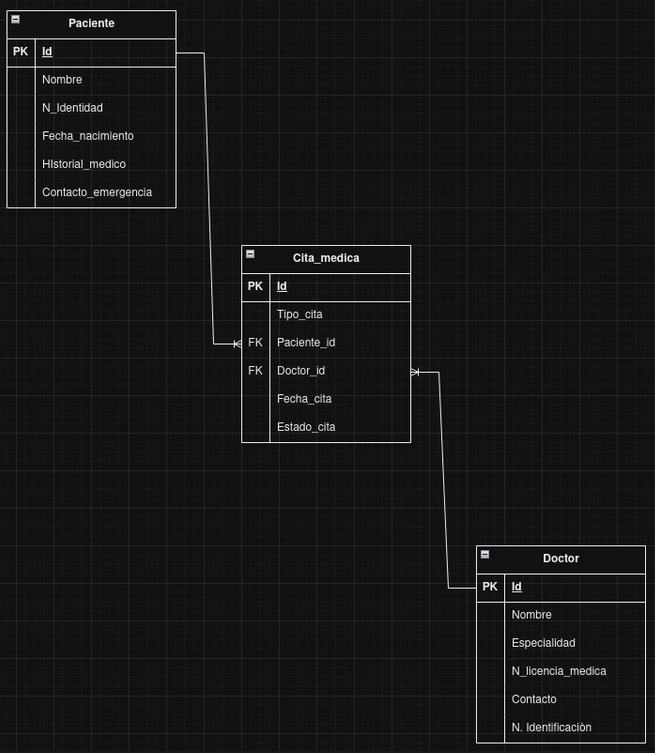 Paciente
PK Id
Nombre
N_Identidad
Fecha_nacimiento
HIstorial_medico
Contacto_emergencia
Cita_medica
PK Id
Tipo_cita
FK Paciente_id
FK Doctor_id
Fecha_cita
Estado_cita
Doctor
PK Id
Nombre
Especialidad
N_licencia_medica
Contacto
N. Identificaciòn